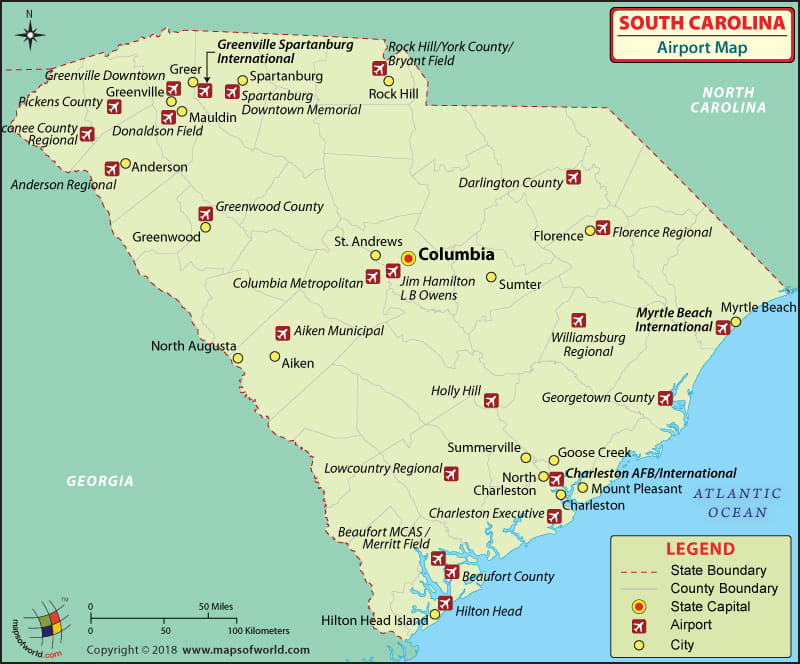 SOUTH CAROLINA
Airport Map
N
NORTH
CAROLINA
Greenville Spartanburg
International
Rock Hill/York County/
Bryant Field
Greenville Downtown
Greer
Spartanburg
Greenville
Rock Hill
Pickens County
Spartanburg
Downtown Memorial
Mauldin
Donaldson Field
conee County
Regional
Anderson
Anderson Regional
Darlington County
Greenwood County
Greenwood
Florence
Florence Regional
St. Andrews
Columbia
Columbia Metropolitan
Jim Hamilton
L B Owens
Sumter
Myrtle Beach
International
Myrtle Beach
Aiken Municipal
Williamsburg
Regional
North Augusta
Aiken
Holly Hill
Georgetown County
Summerville
Goose Creek
GEORGIA
Lowcountry Regional
North
Charleston
Charleston AFB/International
Mount Pleasant
Charleston
ATLANTIC
OCEAN
Charleston Executive
Beaufort MCAS /
Merritt Field
Beaufort County
Hilton Head
Hilton Head Island
LEGEND
State Boundary
County Boundary
State Capital
Airport
City
mapsofworld.com
TM
0
50 Miles
0
50
100 Kilometers
Copyright © 2018 www.mapsofworld.com